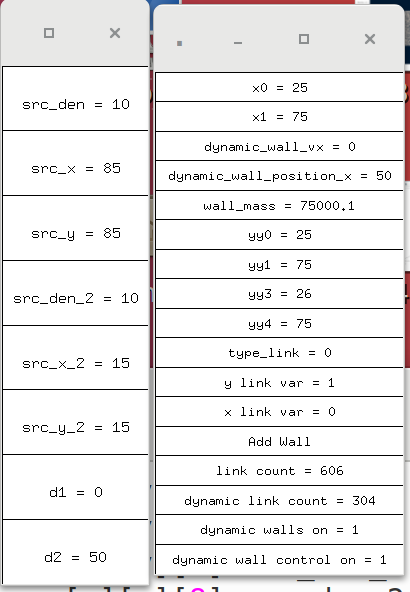 src_den = 10
src_x = 85
src_y = 85
src_den_2 = 10
src_x_2 = 15
src_y_2 = 15
d1 = 0
d2 = 50
x0 = 25
x1 = 75
dynamic_wall_vx = 0
dynamic_wall_position_x = 50
wall_mass = 75000.1
yy0 = 25
yy1 = 75
yy3 = 26
yy4 = 75
type_link = 0
y link var = 1
x link var = 0
Add Wall
link count = 606
dynamic link count = 304
dynamic walls on = 1
dynamic wall control on = 1